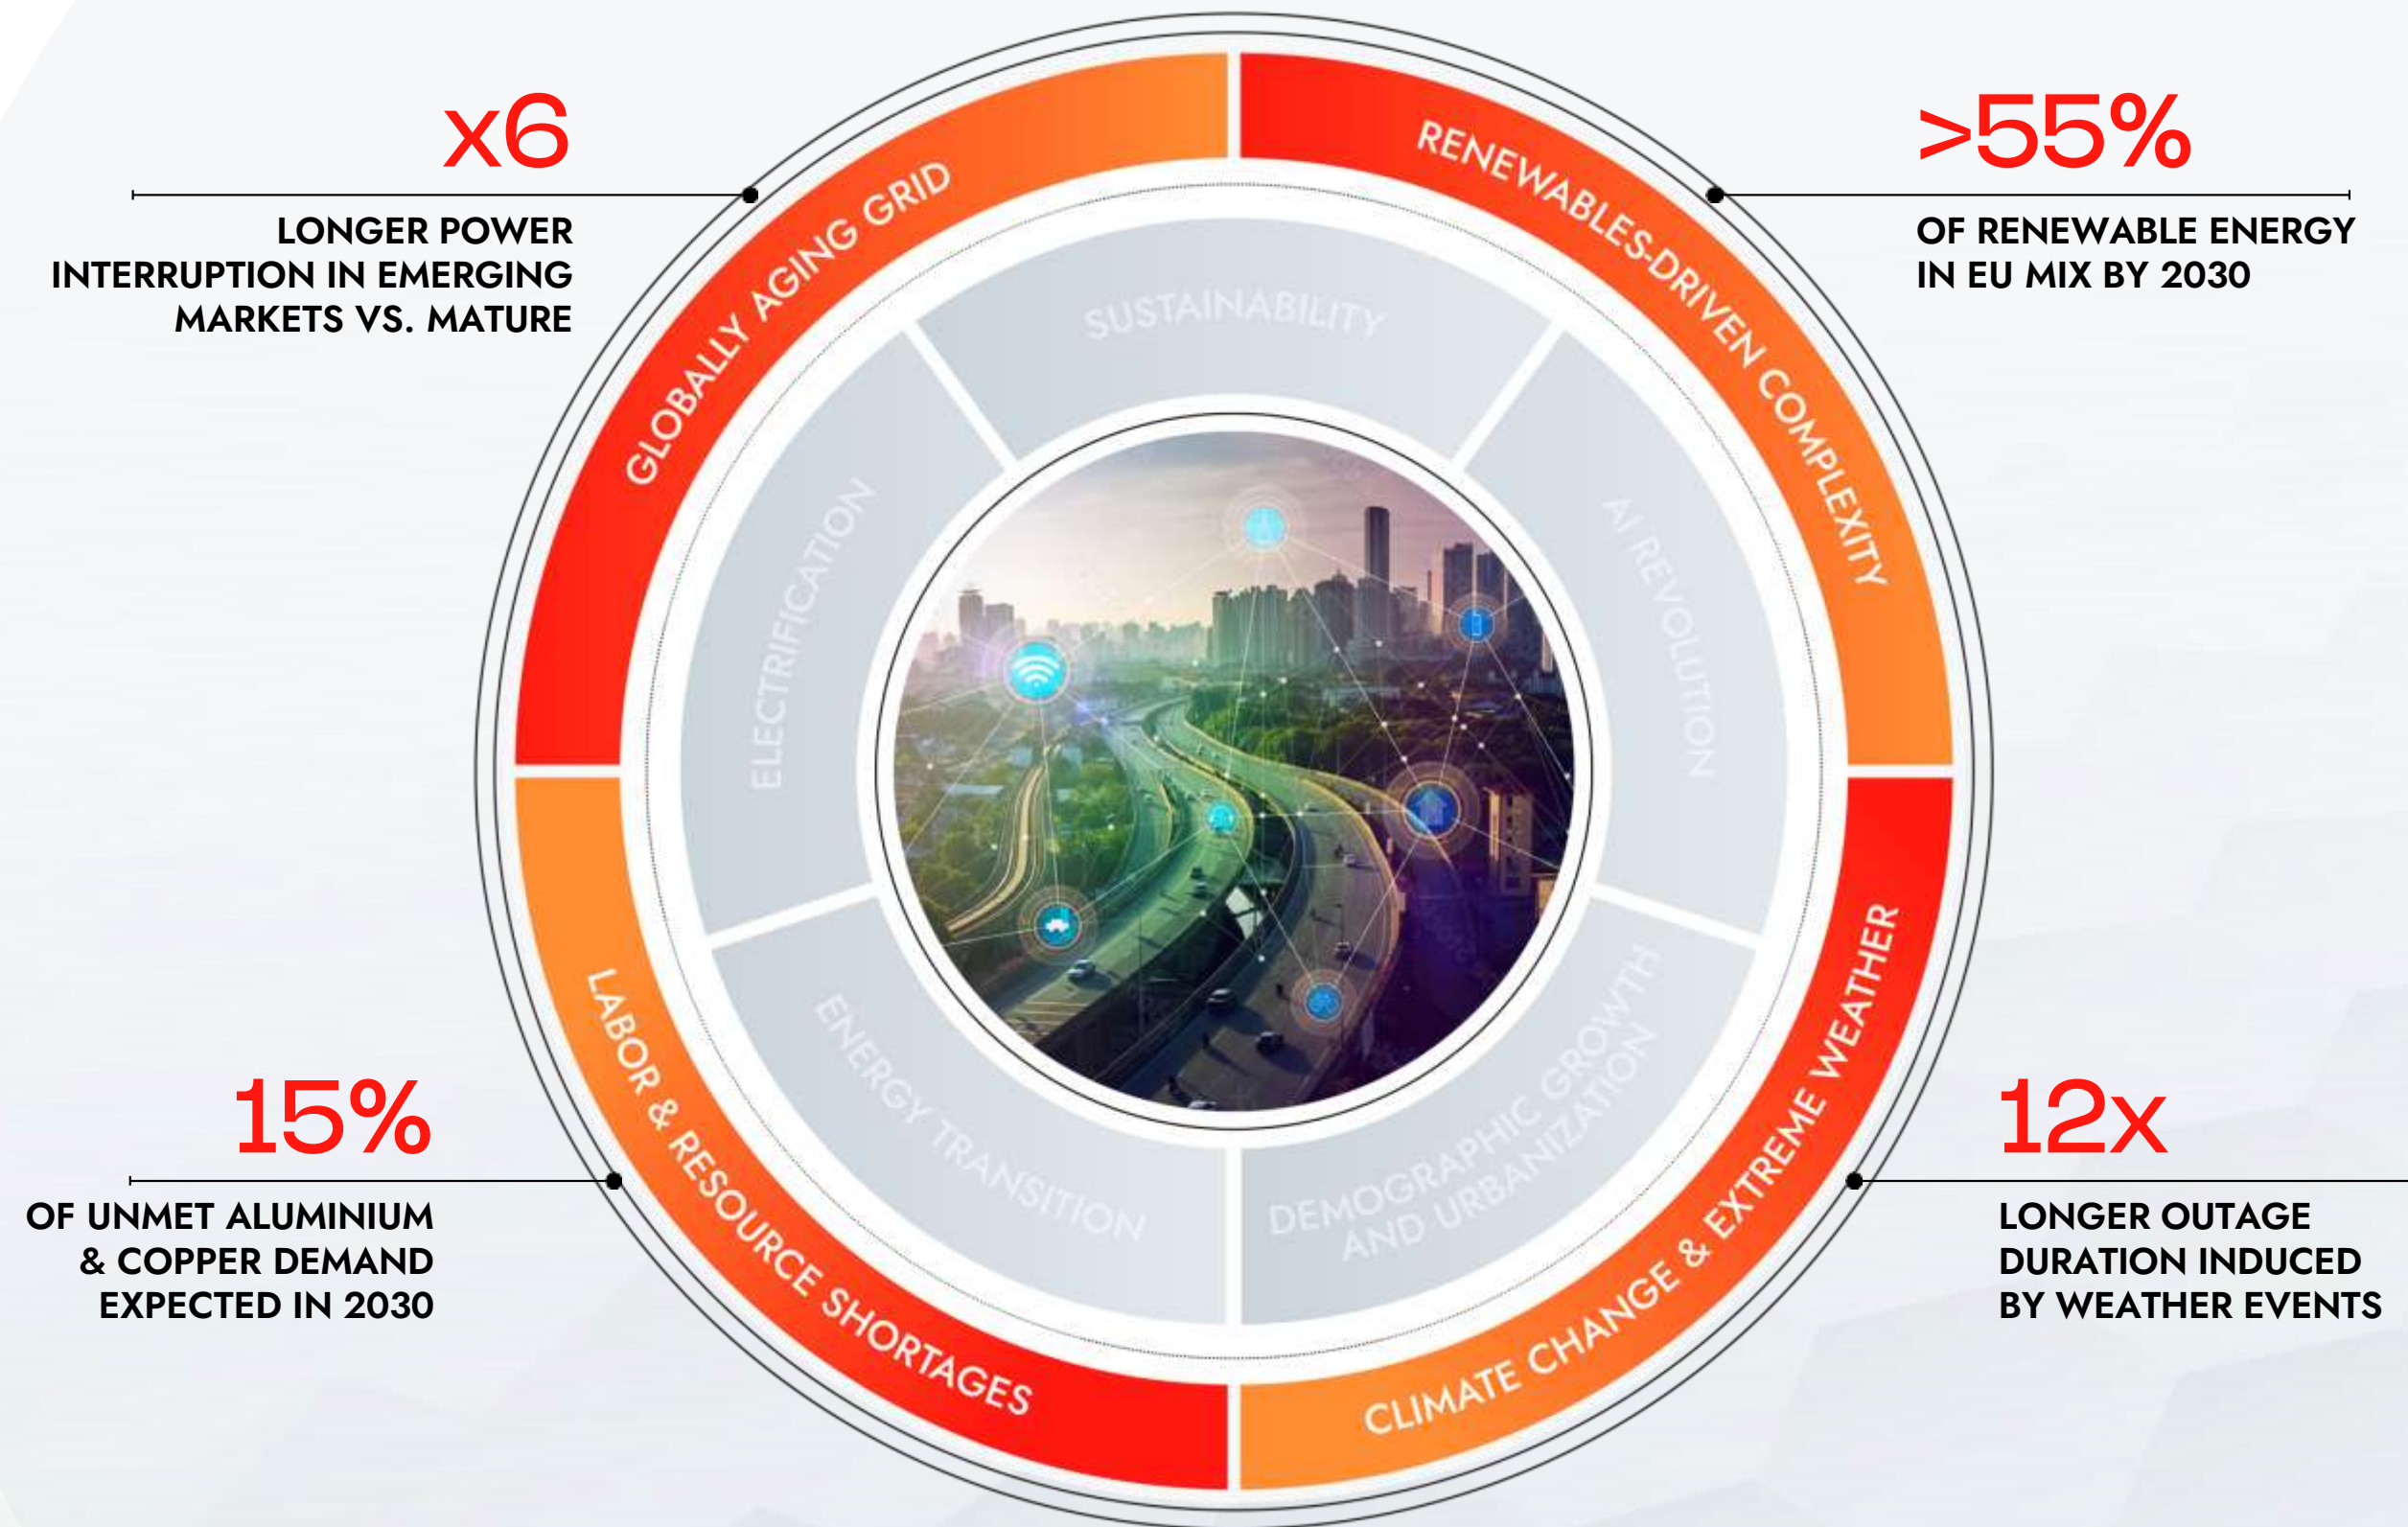 x6
LONGER POWER
INTERRUPTION IN EMERGING
MARKETS VS. MATURE
>55%
OF RENEWABLE ENERGY
IN EU MIX BY 2030
GLOBALLY AGING GRID
RENEWABLES-DRIVEN COMPLEXITY
SUSTAINABILITY
ELECTRIFICATION
AI REVOLUTION
ENERGY TRANSITION
DEMOGRAPHIC GROWTH
AND URBANIZATION
LABOR & RESOURCE SHORTAGES
CLIMATE CHANGE & EXTREME WEATHER
15%
OF UNMET ALUMINIUM
& COPPER DEMAND
EXPECTED IN 2030
12x
LONGER OUTAGE
DURATION INDUCED
BY WEATHER EVENTS